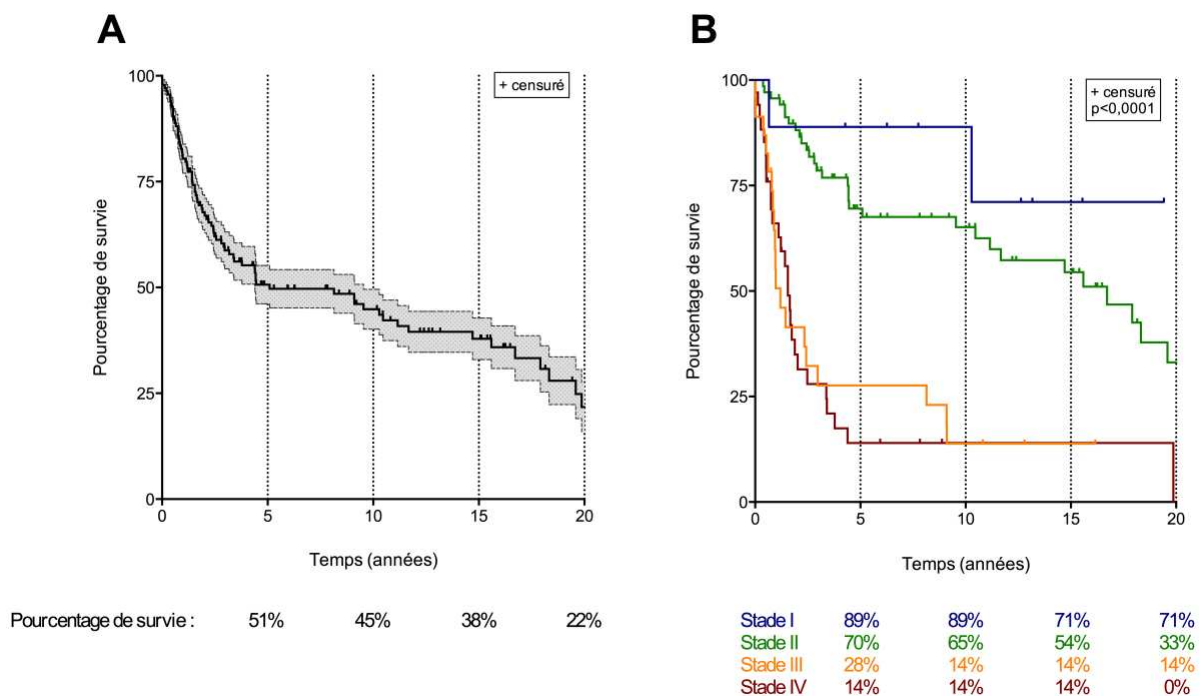 A
100
75
50
25
0
Pourcentage de survie
+ censuré
0 5 10 15 20
Temps (années)
Pourcentage de survie : 51% 45% 38% 22%
B
100
75
50
25
0
Pourcentage de survie
+ censuré
p<0,0001
0 5 10 15 20
Temps (années)
Stade I 89% 89% 71% 71%
Stade II 70% 65% 54% 33%
Stade III 28% 14% 14% 14%
Stade IV 14% 14% 14% 0%